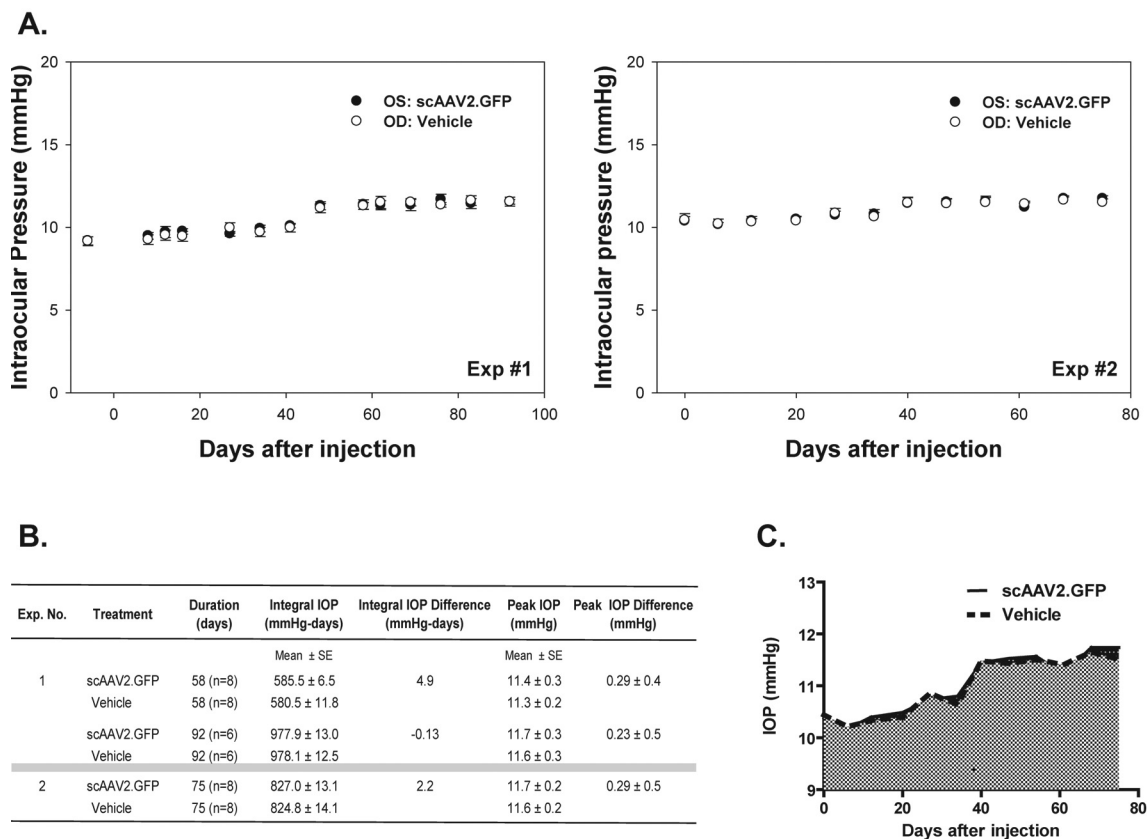 A.
20
15
10
5
0
Intraocular Pressure (mmHg)
OS: scAAV2.GFP
OD: Vehicle
Exp #1
0 20 40 60 80 100
Days after injection
20
15
10
5
0
Intraocular pressure (mmHg)
OS: scAAV2.GFP
OD: Vehicle
Exp #2
0 20 40 60 80
Days after injection
B.
Exp. No. Treatment Duration (days) Integral IOP (mmHg-days) Integral IOP Difference (mmHg-days) Peak IOP (mmHg) Peak IOP Difference (mmHg)
Mean ± SE Mean ± SE
1 scAAV2.GFP 58 (n=8) 585.5 ± 6.5 4.9 11.4 ± 0.3 0.29 ± 0.4
Vehicle 58 (n=8) 580.5 ± 11.8 11.3 ± 0.2
scAAV2.GFP 92 (n=6) 977.9 ± 13.0 -0.13 11.7 ± 0.3 0.23 ± 0.5
Vehicle 92 (n=6) 978.1 ± 12.5 11.6 ± 0.3
2 scAAV2.GFP 75 (n=8) 827.0 ± 13.1 2.2 11.7 ± 0.2 0.29 ± 0.5
Vehicle 75 (n=8) 824.8 ± 14.1 11.6 ± 0.2
C.
13
12
11
10
9
IOP (mmHg)
scAAV2.GFP
Vehicle
0 20 40 60 80
Days after injection